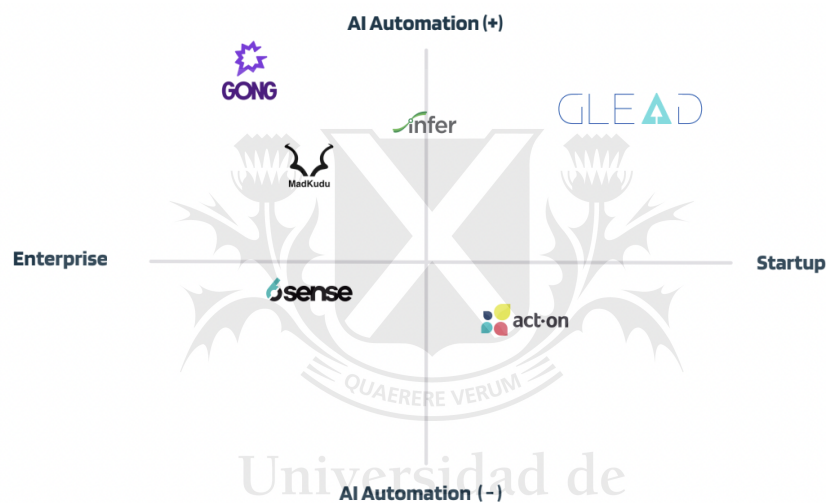 AI Automation (+)
GONG
infer
GLEAD
MadKudu
Enterprise
Startup
6sense
act-on
QUAERERE VERUM
Universidad de
AI Automation (-)